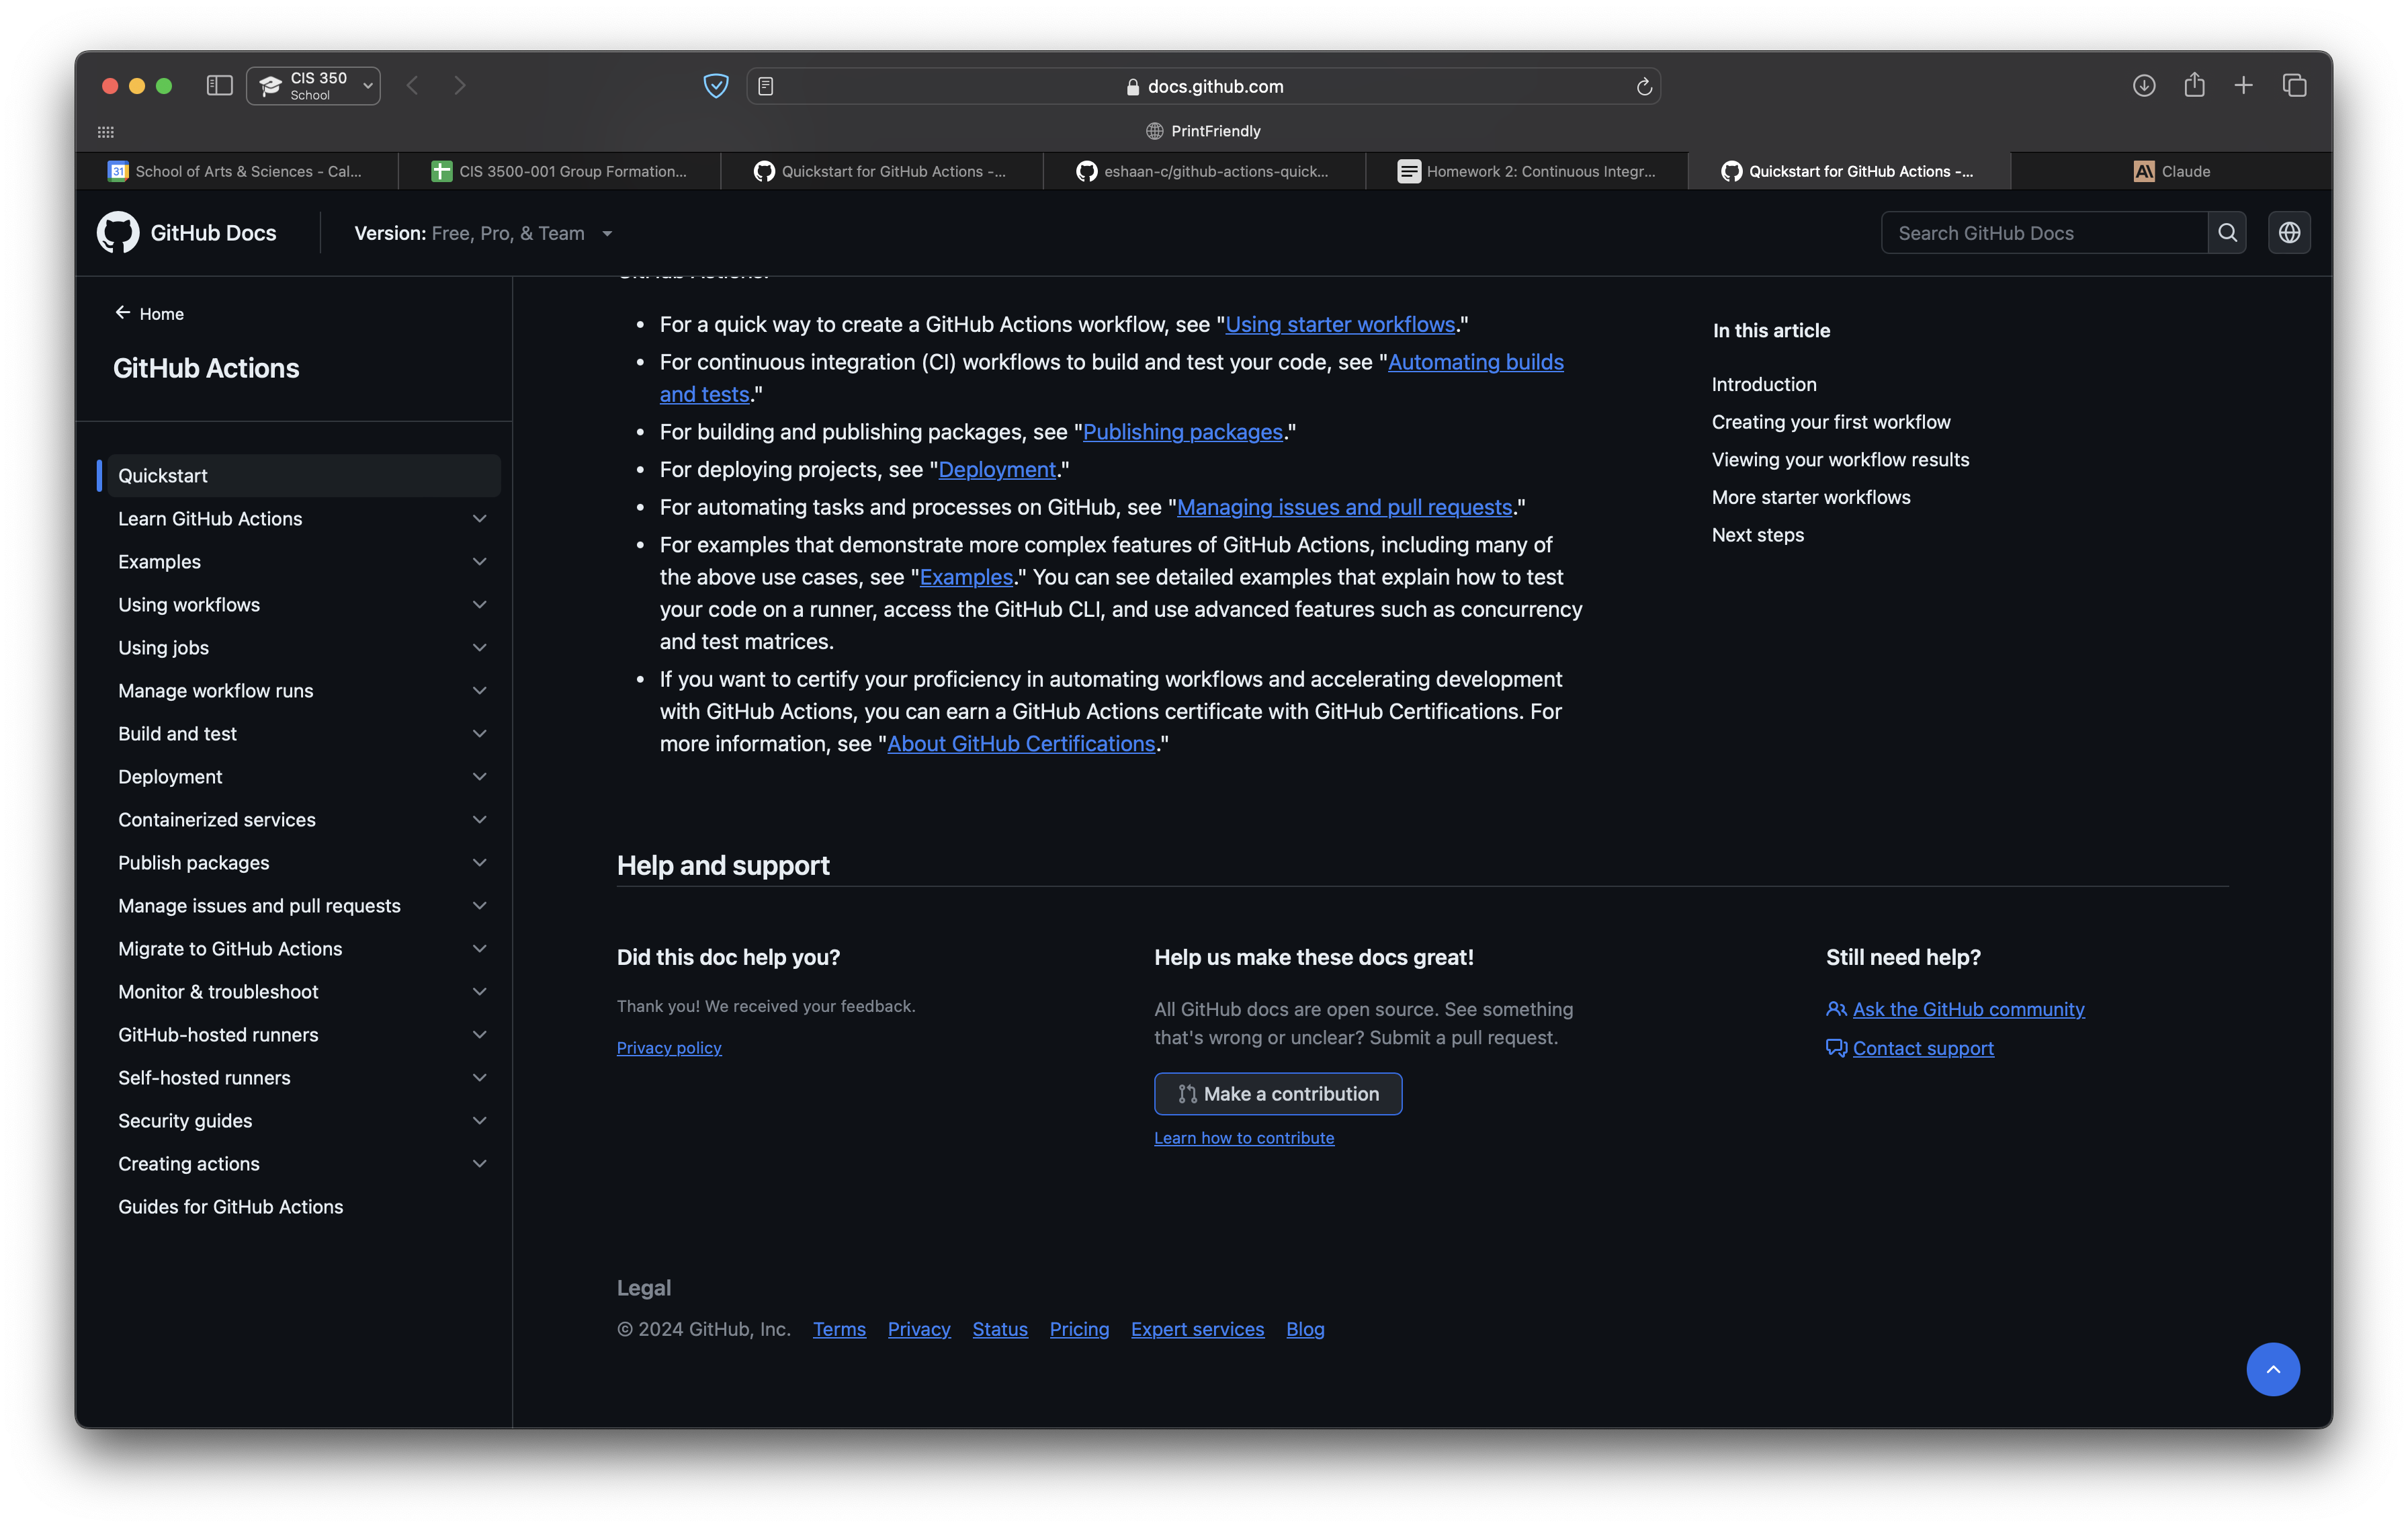 CIS 350
School
docs.github.com
PrintFriendly
School of Arts & Sciences - Cal...
CIS 3500-001 Group Formation...
Quickstart for GitHub Actions -...
eshaan-c/github-actions-quick...
Homework 2: Continuous Integr...
Quickstart for GitHub Actions -...
Claude
GitHub Docs
Version: Free, Pro, & Team
Search GitHub Docs
Home
GitHub Actions
Quickstart
Learn GitHub Actions
Examples
Using workflows
Using jobs
Manage workflow runs
Build and test
Deployment
Containerized services
Publish packages
Manage issues and pull requests
Migrate to GitHub Actions
Monitor & troubleshoot
GitHub-hosted runners
Self-hosted runners
Security guides
Creating actions
Guides for GitHub Actions
GitHub Actions:
• For a quick way to create a GitHub Actions workflow, see "Using starter workflows."
• For continuous integration (CI) workflows to build and test your code, see "Automating builds
and tests."
• For building and publishing packages, see "Publishing packages."
• For deploying projects, see "Deployment."
• For automating tasks and processes on GitHub, see "Managing issues and pull requests."
• For examples that demonstrate more complex features of GitHub Actions, including many of
the above use cases, see "Examples." You can see detailed examples that explain how to test
your code on a runner, access the GitHub CLI, and use advanced features such as concurrency
and test matrices.
• If you want to certify your proficiency in automating workflows and accelerating development
with GitHub Actions, you can earn a GitHub Actions certificate with GitHub Certifications. For
more information, see "About GitHub Certifications."
In this article
Introduction
Creating your first workflow
Viewing your workflow results
More starter workflows
Next steps
Help and support
Did this doc help you?
Thank you! We received your feedback.
Privacy policy
Help us make these docs great!
All GitHub docs are open source. See something
that's wrong or unclear? Submit a pull request.
Make a contribution
Learn how to contribute
Still need help?
Ask the GitHub community
Contact support
Legal
© 2024 GitHub, Inc. Terms Privacy Status Pricing Expert services Blog